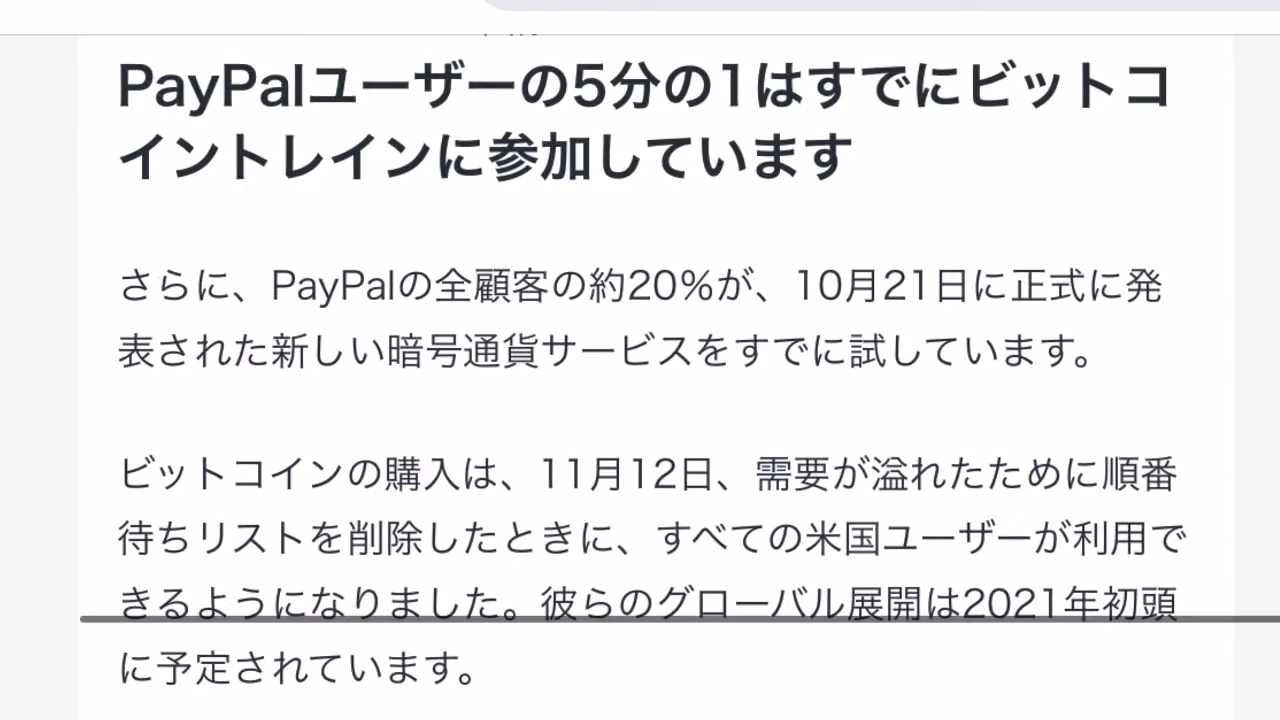 PayPalユーザーの5分の1はすでにビットコ
イントレインに参加しています
さらに、PayPalの全顧客の約20%が、10月21日に正式に発
表された新しい暗号通貨サービスをすでに試しています。
ビットコインの購入は、11月12日、需要が溢れたために順番
待ちリストを削除したときに、すべての米国ユーザーが利用で
きるようになりました。彼らのグローバル展開は2021年初頭
に予定されています。